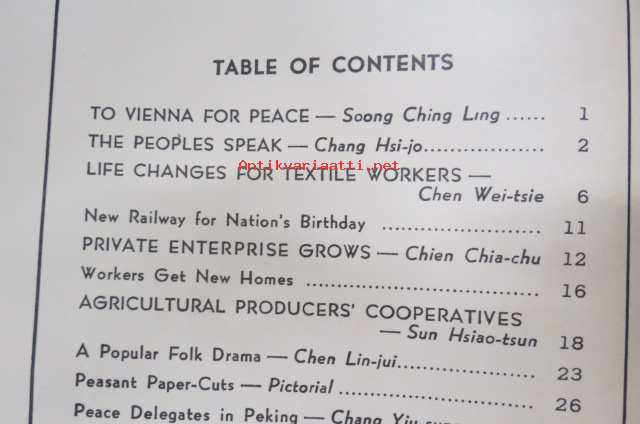 TABLE OF CONTENTS
TO VIENNA FOR PEACE — Soong Ching Ling ...... 1
THE PEOPLES SPEAK — Chang Hsi-jo.................. 2
Antikvariaatti.net
LIFE CHANGES FOR TEXTILE WORKERS —
Chen Wei-tsie 6
New Railway for Nation's Birthday ........................ 11
PRIVATE ENTERPRISE GROWS — Chien Chia-chu 12
Workers Get New Homes ................................... 16
AGRICULTURAL PRODUCERS' COOPERATIVES
— Sun Hsiao-tsun 18
A Popular Folk Drama — Chen Lin-jui..................... 23
Peasant Paper-Cuts — Pictorial ............................. 26
Peace Delegates in Peking — Chang